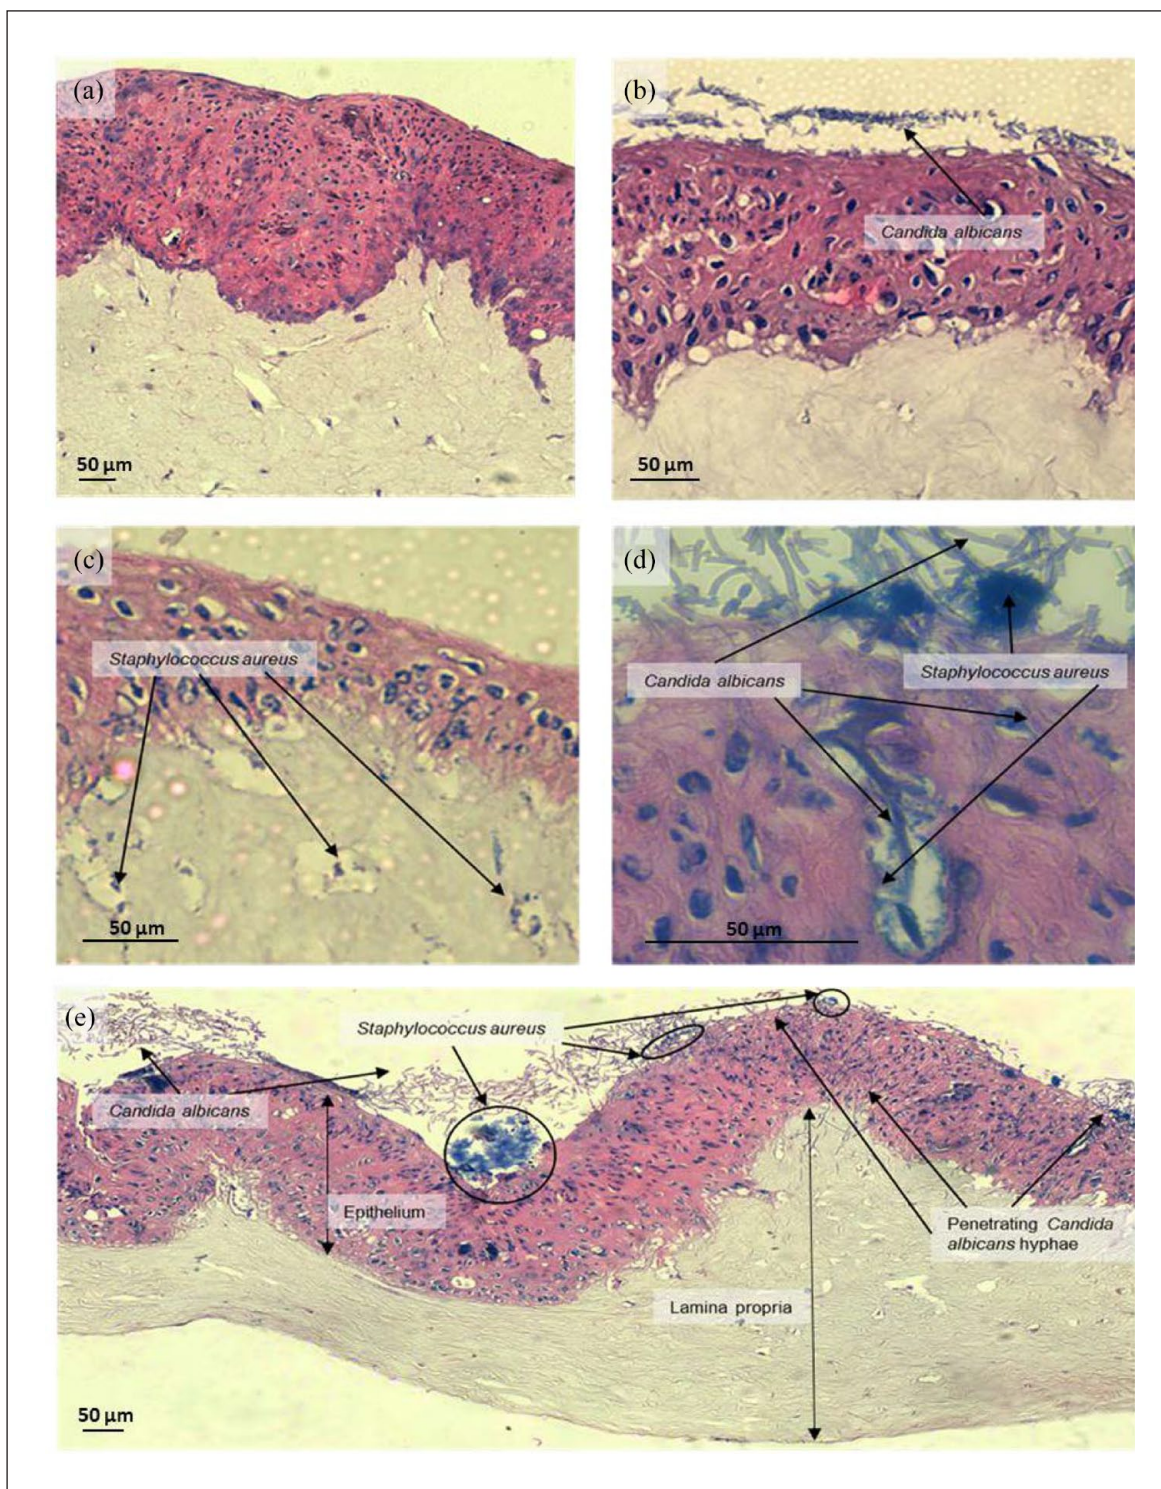 (a)
(b)
Candida albicans
50 µm
50 µm
(c)
(d)
Staphylococcus aureus
Candida albicans
Staphylococcus aureus
50 µm
50 µm
(e)
Staphylococcus aureus
Candida albicans
Epithelium
Penetrating Candida
albicans hyphae
Lamina propria
50 µm